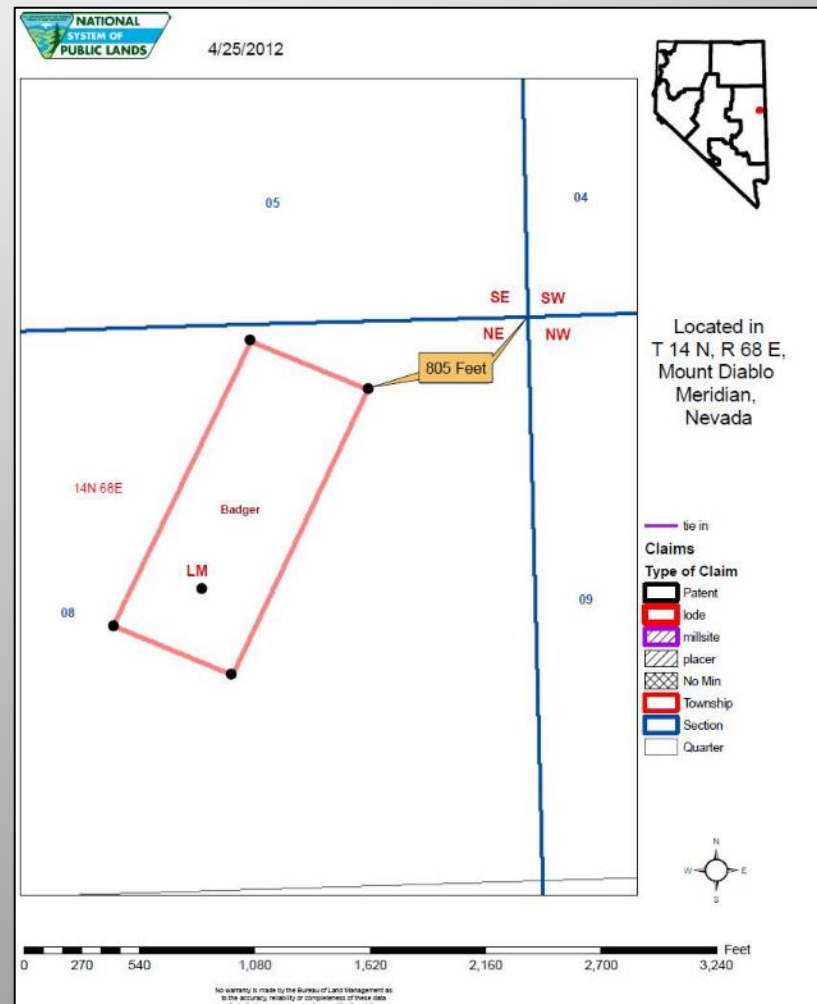 NATIONAL
SYSTEM OF
PUBLIC LANDS
4/25/2012
05
04
SE
SW
NE
NW
805 Feet
Located in
T 14 N, R 68 E,
Mount Diablo
Meridian,
Nevada
14N 68E
Badger
LM
08
09
tie in
Claims
Type of Claim
Patent
lode
millsite
placer
No Min
Township
Section
Quarter
N
W
E
S
Feet
0
270
540
1,080
1,620
2,160
2,700
3,240
No warranty is made by the Bureau of Land Management as
to the accuracy, reliability or completeness of these data